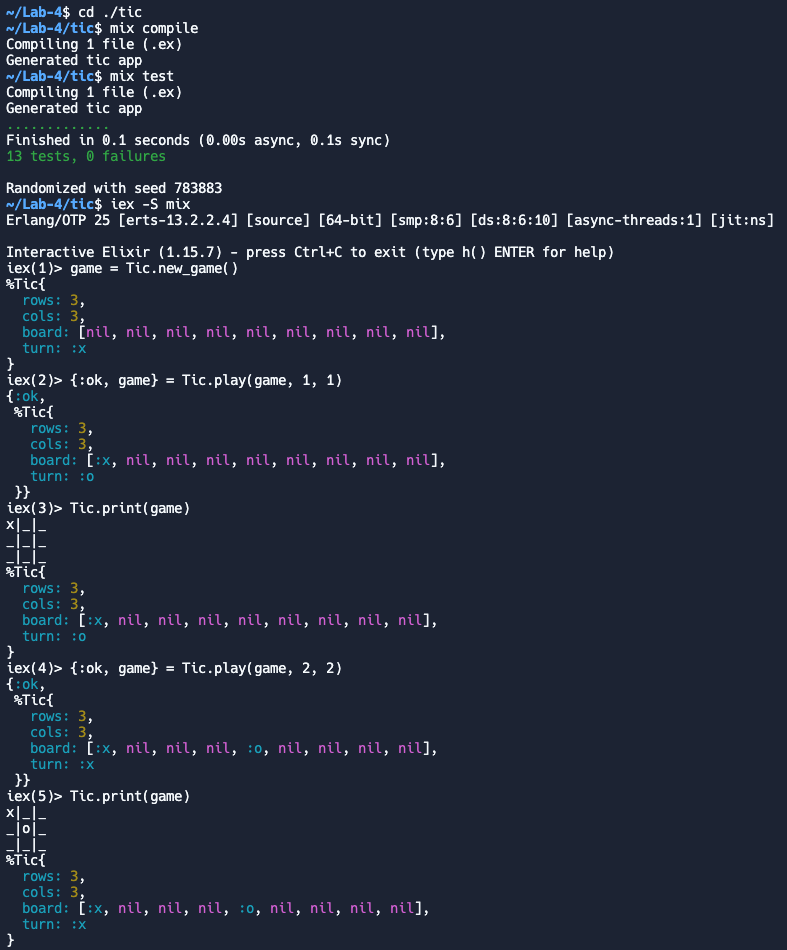 ~/Lab-4$ cd ./tic
~/Lab-4/tic$ mix compile
Compiling 1 file (.ex)
Generated tic app
~/Lab-4/tic$ mix test
Compiling 1 file (.ex)
Generated tic app
.............
Finished in 0.1 seconds (0.00s async, 0.1s sync)
13 tests, 0 failures

Randomized with seed 783883
~/Lab-4/tic$ iex -S mix
Erlang/OTP 25 [erts-13.2.2.4] [source] [64-bit] [smp:8:6] [ds:8:6:10] [async-threads:1] [jit:ns]

Interactive Elixir (1.15.7) - press Ctrl+C to exit (type h() ENTER for help)
iex(1)> game = Tic.new_game()
%Tic{
  rows: 3,
  cols: 3,
  board: [nil, nil, nil, nil, nil, nil, nil, nil, nil],
  turn: :x
}
iex(2)> {:ok, game} = Tic.play(game, 1, 1)
{:ok,
 %Tic{
   rows: 3,
   cols: 3,
   board: [:x, nil, nil, nil, nil, nil, nil, nil, nil],
   turn: :o
 }}
iex(3)> Tic.print(game)
x|_|_
_|_|_
_|_|_
%Tic{
  rows: 3,
  cols: 3,
  board: [:x, nil, nil, nil, nil, nil, nil, nil, nil],
  turn: :o
}
iex(4)> {:ok, game} = Tic.play(game, 2, 2)
{:ok,
 %Tic{
   rows: 3,
   cols: 3,
   board: [:x, nil, nil, nil, :o, nil, nil, nil, nil],
   turn: :x
 }}
iex(5)> Tic.print(game)
x|_|_
_|o|_
_|_|_
%Tic{
  rows: 3,
  cols: 3,
  board: [:x, nil, nil, nil, :o, nil, nil, nil, nil],
  turn: :x
}